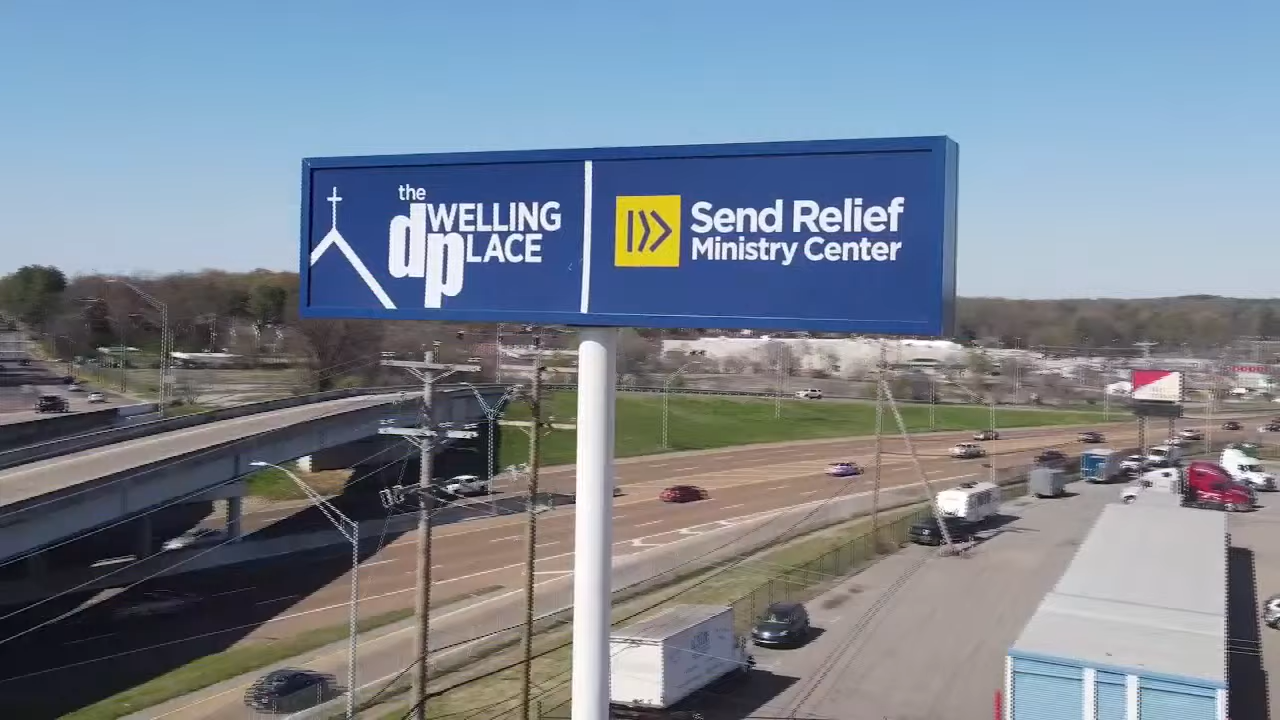 the
dWELLING
pLACE
Send Relief
Ministry Center